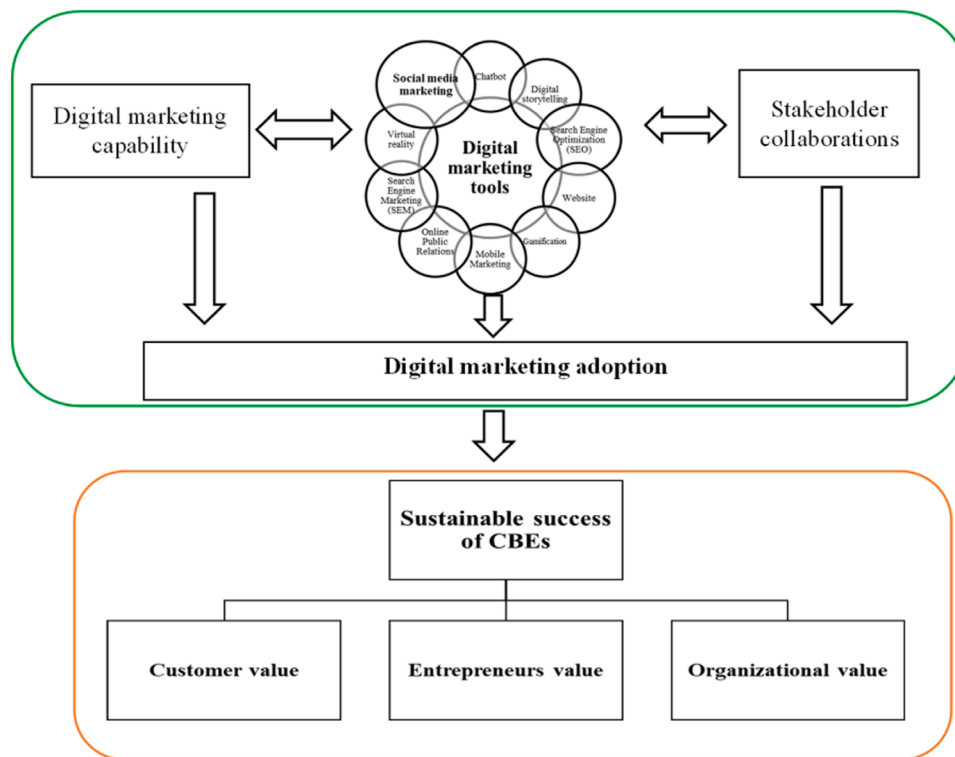 Digital marketing
capability
Social media
marketing
Chatbot
Digital
storytelling
Search Engine
Optimization
(SEO)
Website
Gamification
Mobile
Marketing
Online
Public
Relations
Search
Engine
Marketing
(SEM)
Virtual
reality
Digital
marketing
tools
Stakeholder
collaborations
Digital marketing adoption
Sustainable success
of CBEs
Customer value
Entrepreneurs value
Organizational value